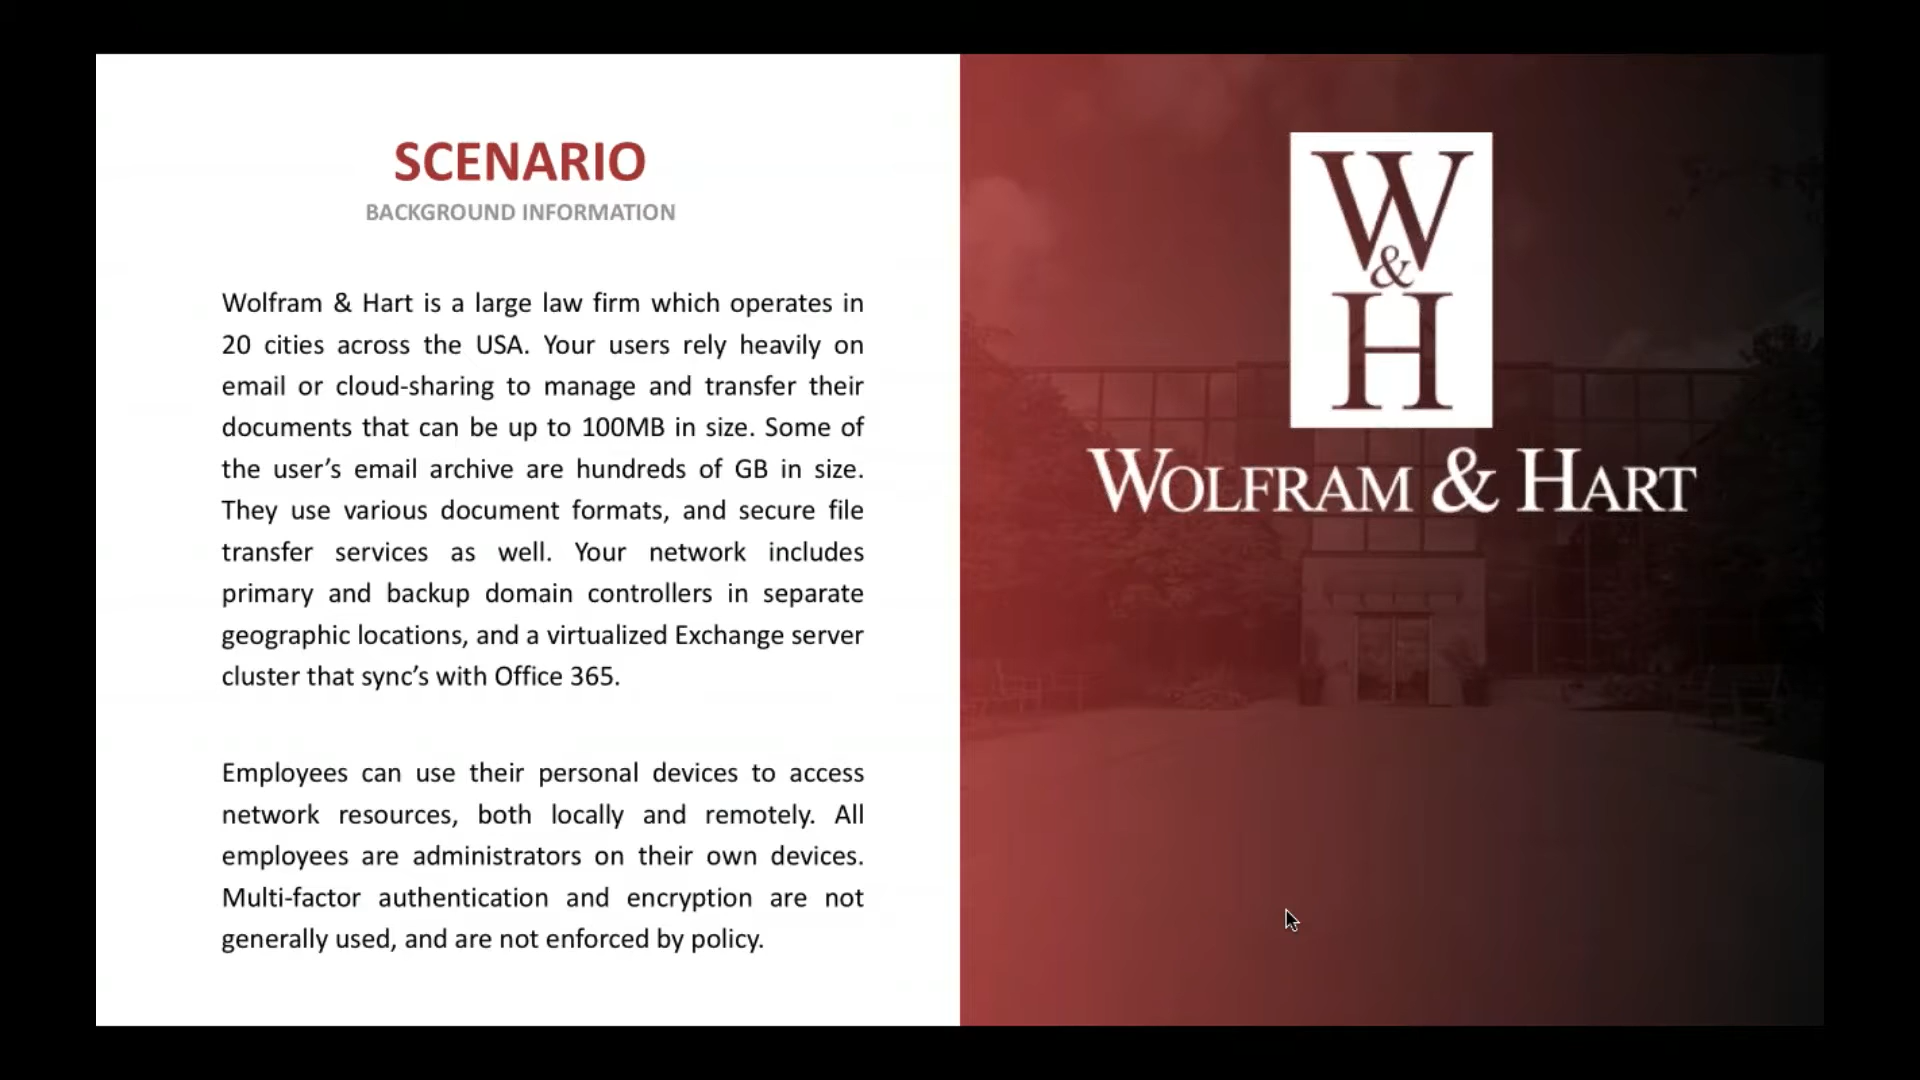 SCENARIO
BACKGROUND INFORMATION
Wolfram & Hart is a large law firm which operates in
20 cities across the USA. Your users rely heavily on
email or cloud-sharing to manage and transfer their
documents that can be up to 100MB in size. Some of
the user’s email archive are hundreds of GB in size.
They use various document formats, and secure file
transfer services as well. Your network includes
primary and backup domain controllers in separate
geographic locations, and a virtualized Exchange server
cluster that sync’s with Office 365.
Employees can use their personal devices to access
network resources, both locally and remotely. All
employees are administrators on their own devices.
Multi-factor authentication and encryption are not
generally used, and are not enforced by policy.
W
&
H
WOLFRAM & HART